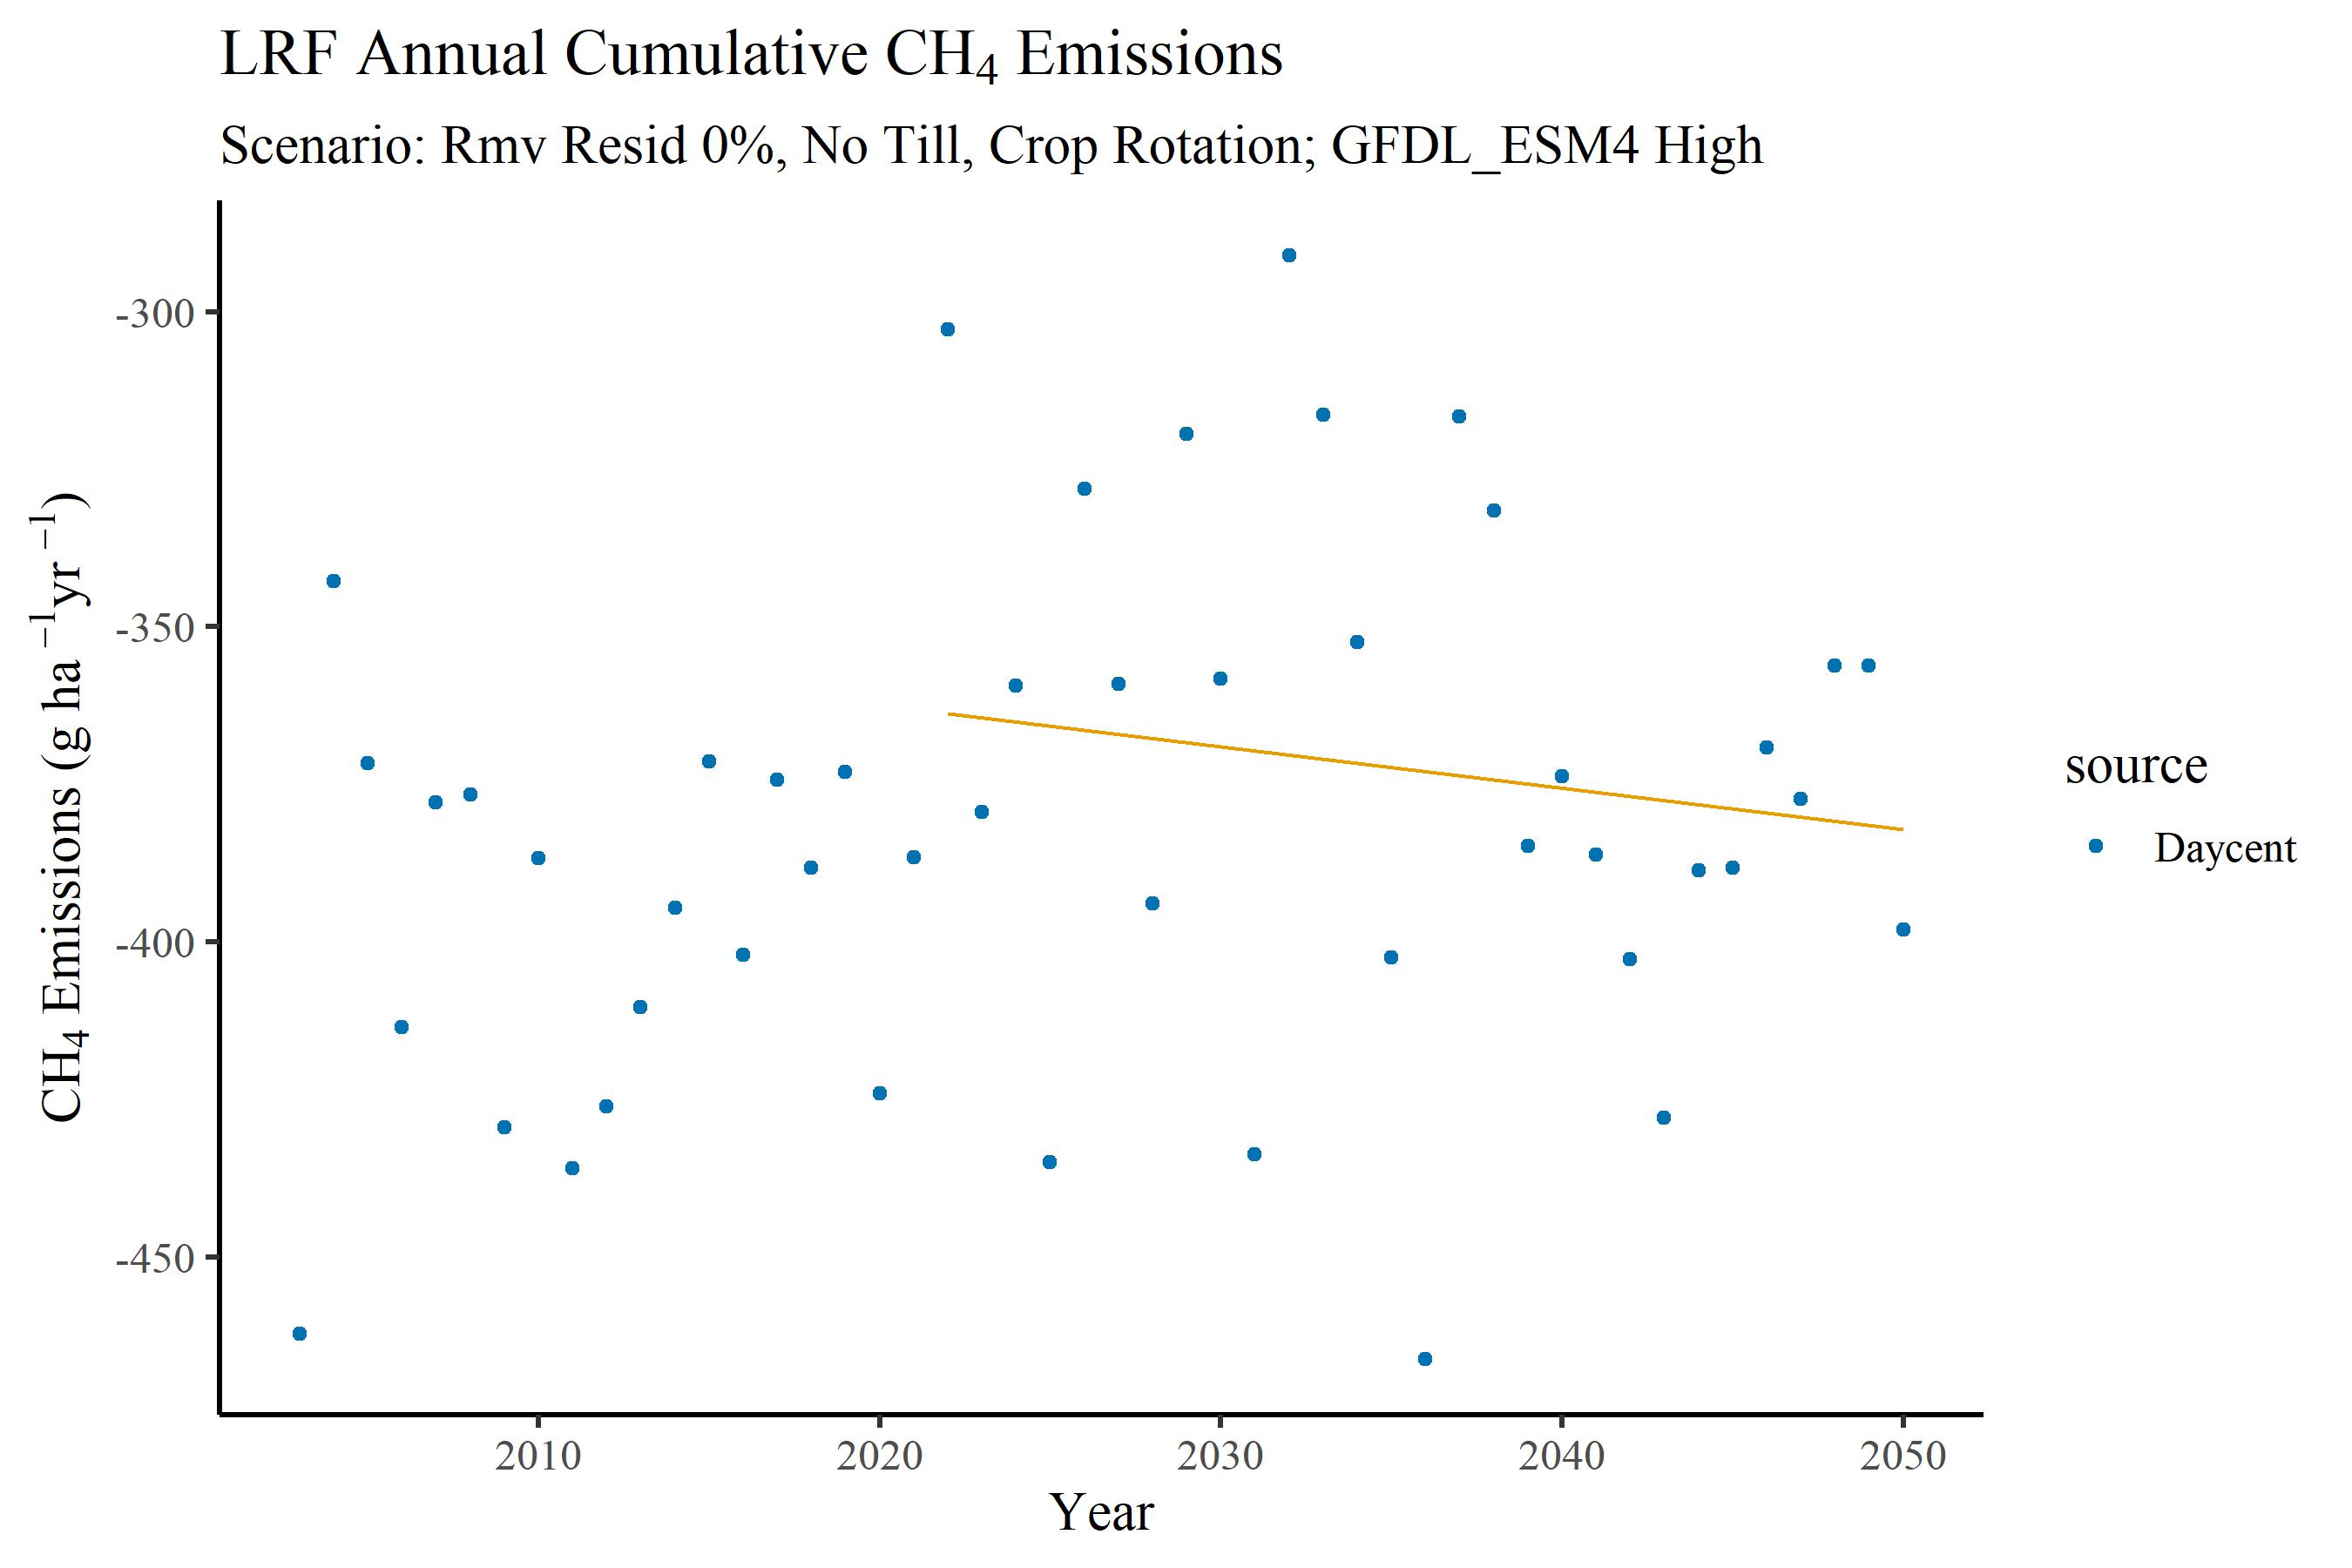 LRF Annual Cumulative CH₄ Emissions
Scenario: Rmv Resid 0%, No Till, Crop Rotation; GFDL_ESM4 High
CH₄ Emissions (g ha ⁻¹yr ⁻¹)
-300
-350
-400
-450
2010 2020 2030 2040 2050
Year
source
Daycent